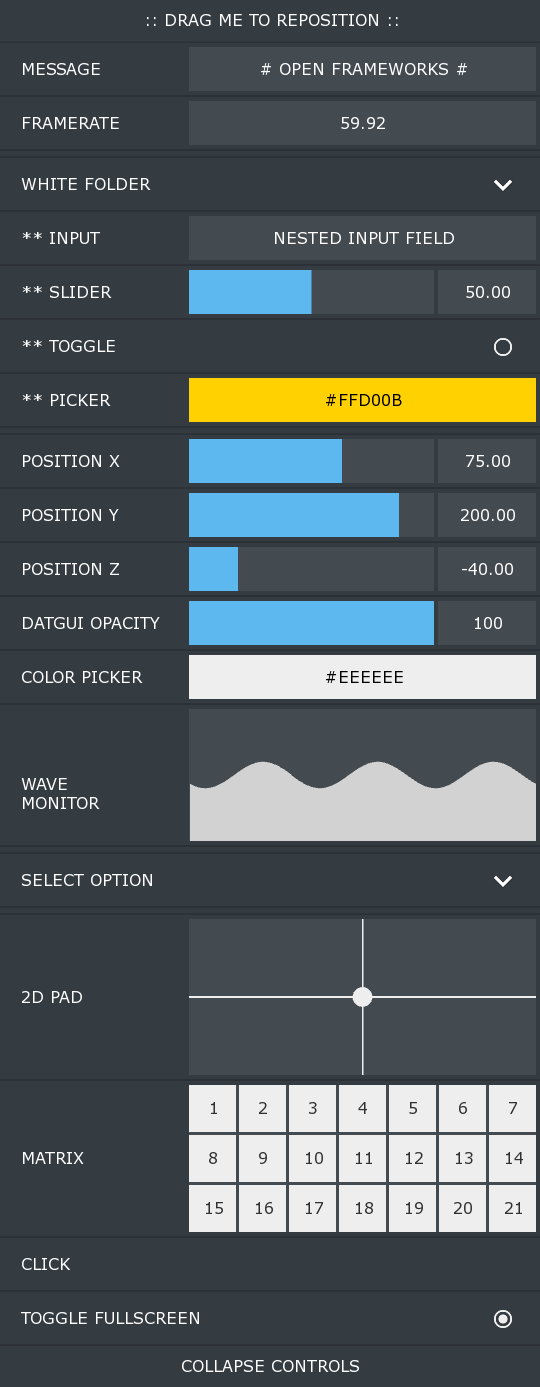 :: DRAG ME TO REPOSITION ::
MESSAGE # OPEN FRAMEWORKS #
FRAMERATE 59.92
WHITE FOLDER
** INPUT NESTED INPUT FIELD
** SLIDER 50.00
** TOGGLE
** PICKER #FFD00B
POSITION X 75.00
POSITION Y 200.00
POSITION Z -40.00
DATGUI OPACITY 100
COLOR PICKER #EEEEEE
WAVE
MONITOR
SELECT OPTION
2D PAD
MATRIX
1 2 3 4 5 6 7
8 9 10 11 12 13 14
15 16 17 18 19 20 21
CLICK
TOGGLE FULLSCREEN
COLLAPSE CONTROLS